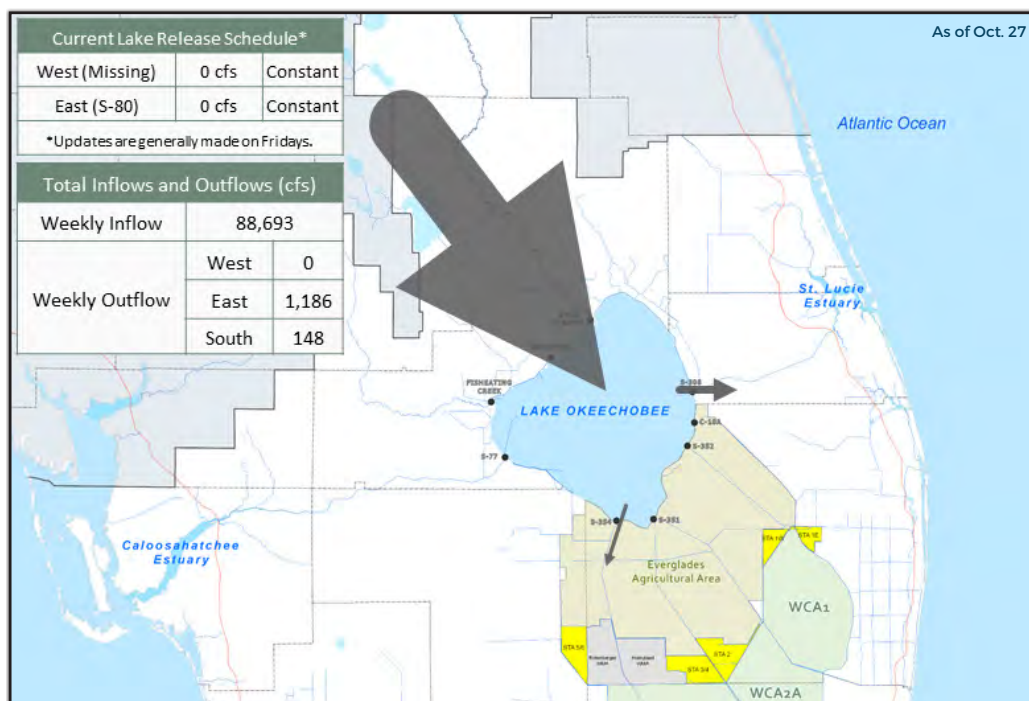 As of Oct. 27
Current Lake Release Schedule*
West (Missing) 0 cfs Constant
East (S-80) 0 cfs Constant
*Updates are generally made on Fridays.
Total Inflows and Outflows (cfs)
Weekly Inflow 88,693
Weekly Outflow
West 0
East 1,186
South 148
Atlantic Ocean
St. Lucie
Estuary
FISHEATING
CREEK
LAKE OKEECHOBEE
S-308
C-10A
S-352
S-77
S-354
S-351
Caloosahatchee
Estuary
Everglades
Agricultural Area
STA 1W
STA 1E
WCA1
STA 5/6
STA 2
STA 3/4
WCA2A